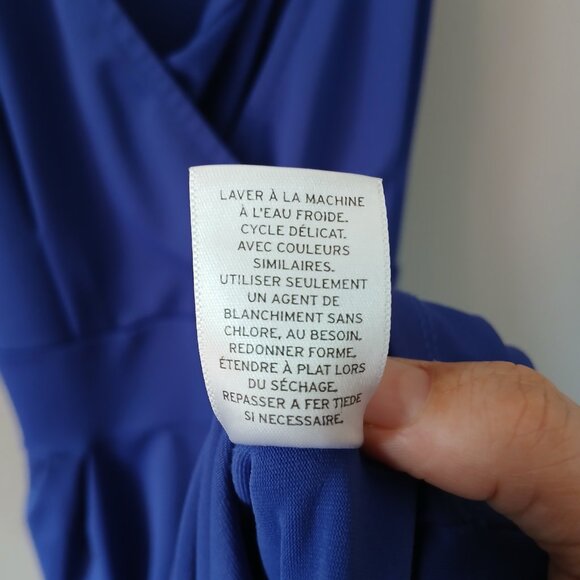 LAVER À LA MACHINE
À L'EAU FROIDE.
CYCLE DÉLICAT.
AVEC COULEURS
SIMILAIRES.
UTILISER SEULEMENT
UN AGENT DE
BLANCHIMENT SANS
CHLORE, AU BESOIN.
REDONNER FORME.
ÉTENDRE À PLAT LORS
DU SÉCHAGE.
REPASSER A FER TIEDE
SI NECESSAIRE.